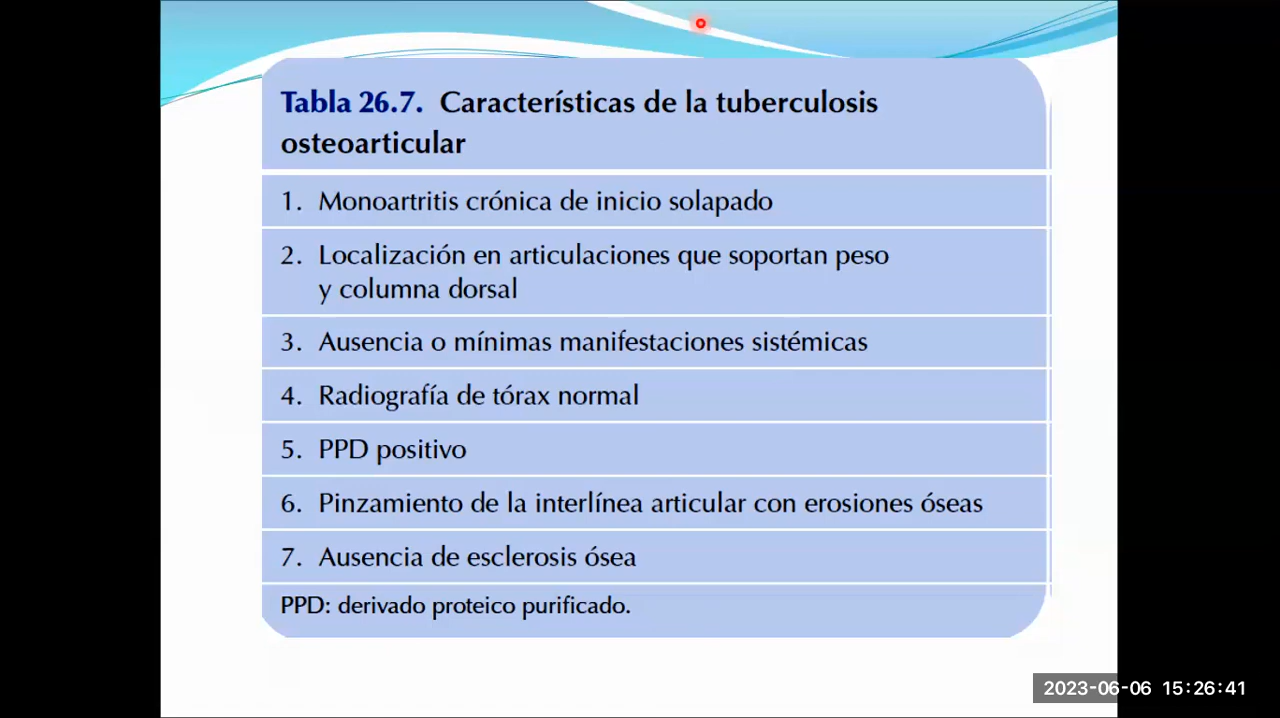 Tabla 26.7. Características de la tuberculosis
osteoarticular
1. Monoartritis crónica de inicio solapado
2. Localización en articulaciones que soportan peso
y columna dorsal
3. Ausencia o mínimas manifestaciones sistémicas
4. Radiografía de tórax normal
5. PPD positivo
6. Pinzamiento de la interlínea articular con erosiones óseas
7. Ausencia de esclerosis ósea
PPD: derivado proteico purificado.
2023-06-06 15:26:41